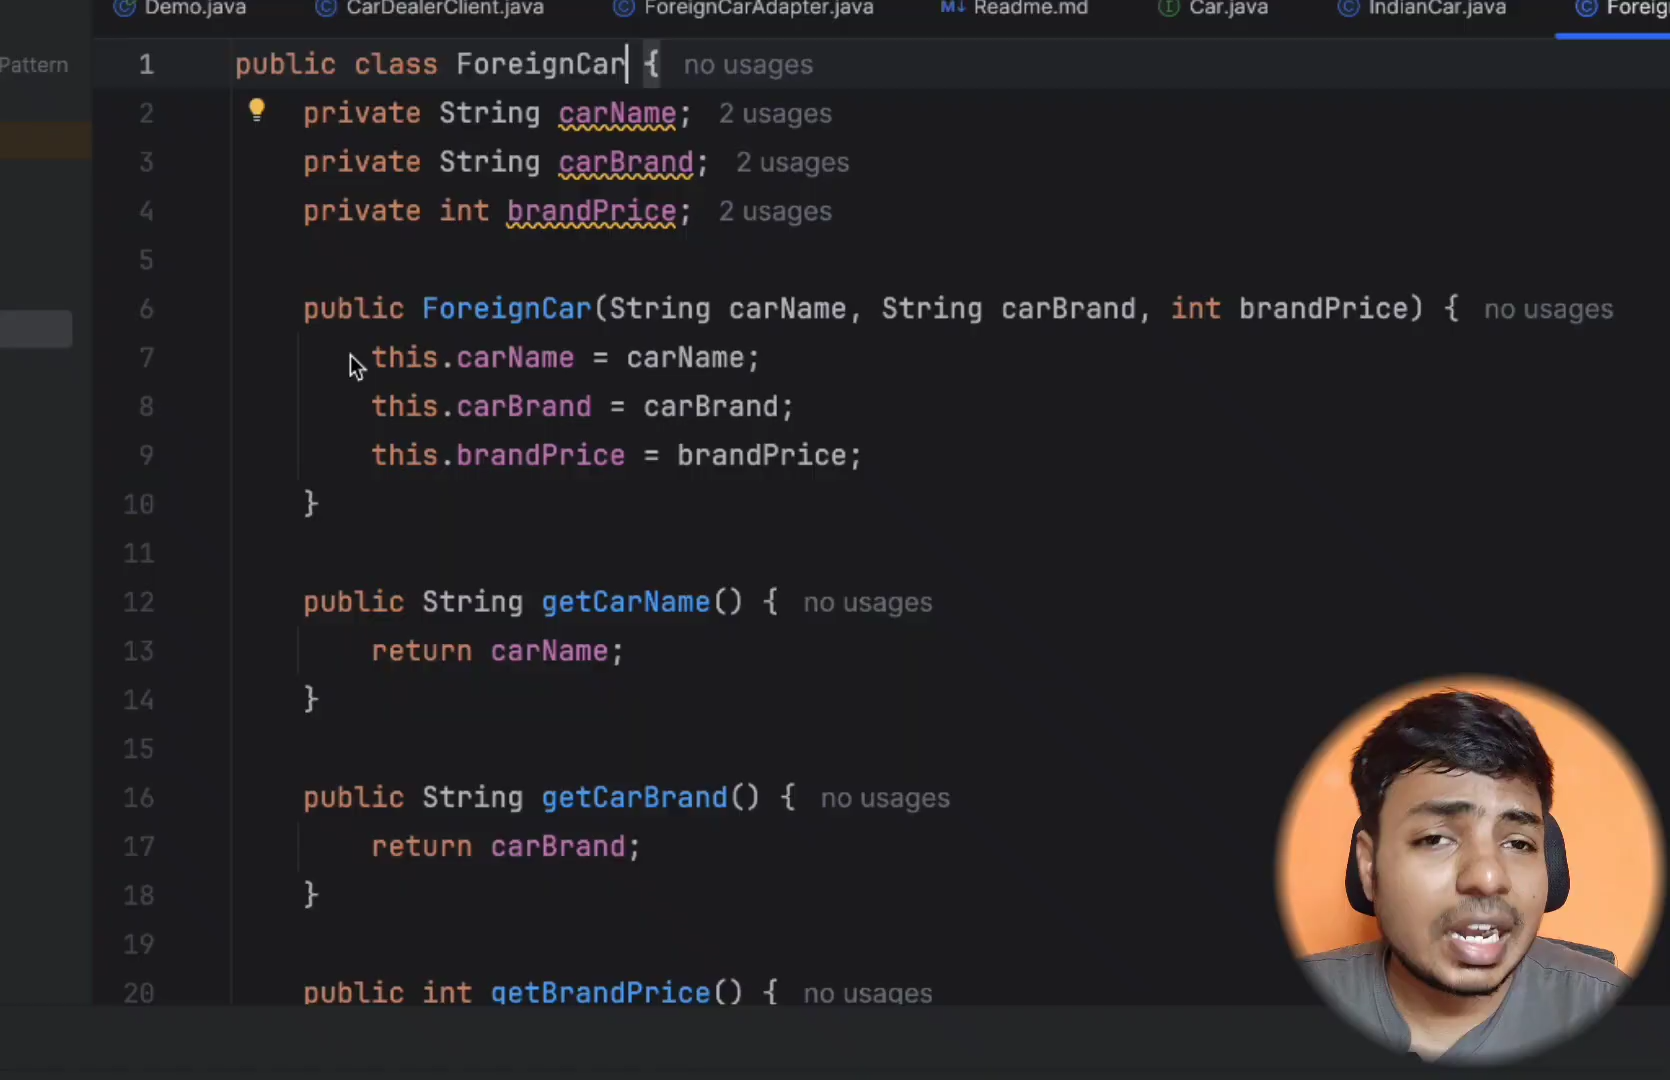 Demo.java CarDealerClient.java ForeignCarAdapter.java Readme.md Car.java IndianCar.java Foreig
Pattern
1 public class ForeignCar { no usages
2 private String carName; 2 usages
3 private String carBrand; 2 usages
4 private int brandPrice; 2 usages
5
6 public ForeignCar(String carName, String carBrand, int brandPrice) { no usages
7 this.carName = carName;
8 this.carBrand = carBrand;
9 this.brandPrice = brandPrice;
10 }
11
12 public String getCarName() { no usages
13 return carName;
14 }
15
16 public String getCarBrand() { no usages
17 return carBrand;
18 }
19
20 public int getBrandPrice() { no usages